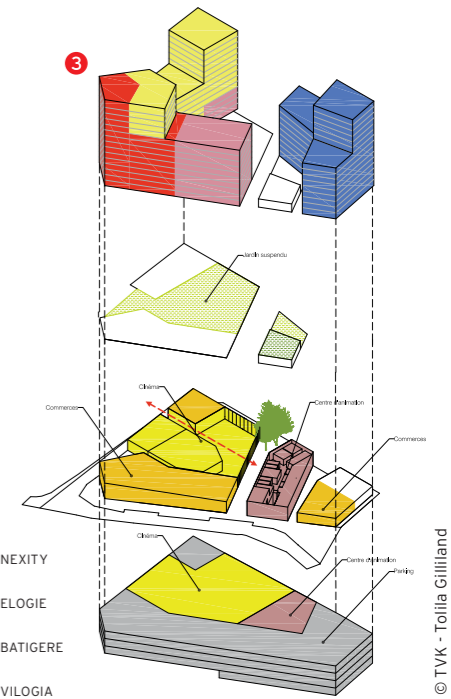 3
Jardin suspendu
Cinéma
Commerces
Centre d'animation
Commerces
Cinéma
NEXITY
Centre d'animation
Parking
ELOGIE
BATIGERE
VILOGIA
© TVK - Tolila Gilliland